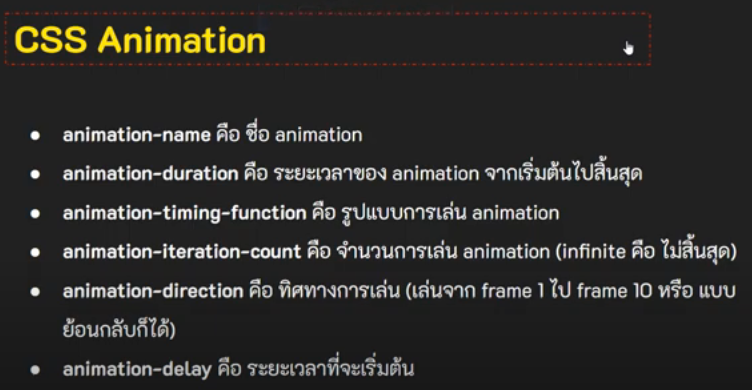 CSS Animation
● animation-name คือ ชื่อ animation
● animation-duration คือ ระยะเวลาของ animation จากเริ่มต้นไปสิ้นสุด
● animation-timing-function คือ รูปแบบการเล่น animation
● animation-iteration-count คือ จำนวนการเล่น animation (infinite คือ ไม่สิ้นสุด)
● animation-direction คือ ทิศทางการเล่น (เล่นจาก frame 1 ไป frame 10 หรือ แบบ
ย้อนกลับก็ได้)
● animation-delay คือ ระยะเวลาที่จะเริ่มต้น